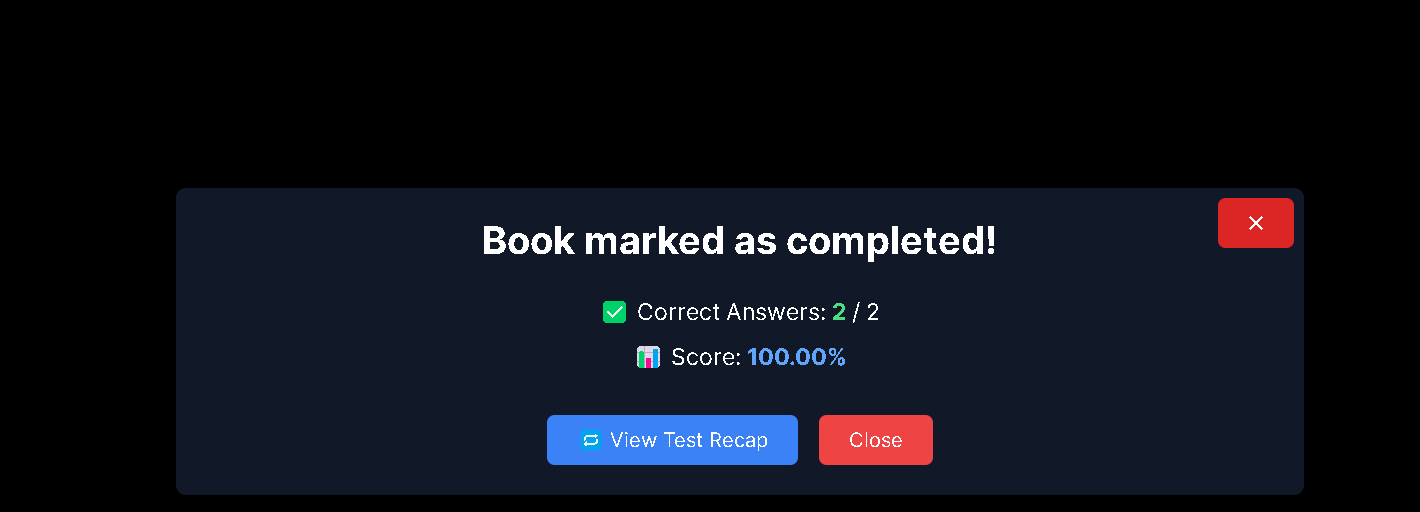 Book marked as completed!
✅ Correct Answers: 2 / 2
📊 Score: 100.00%
🔁 View Test Recap
Close